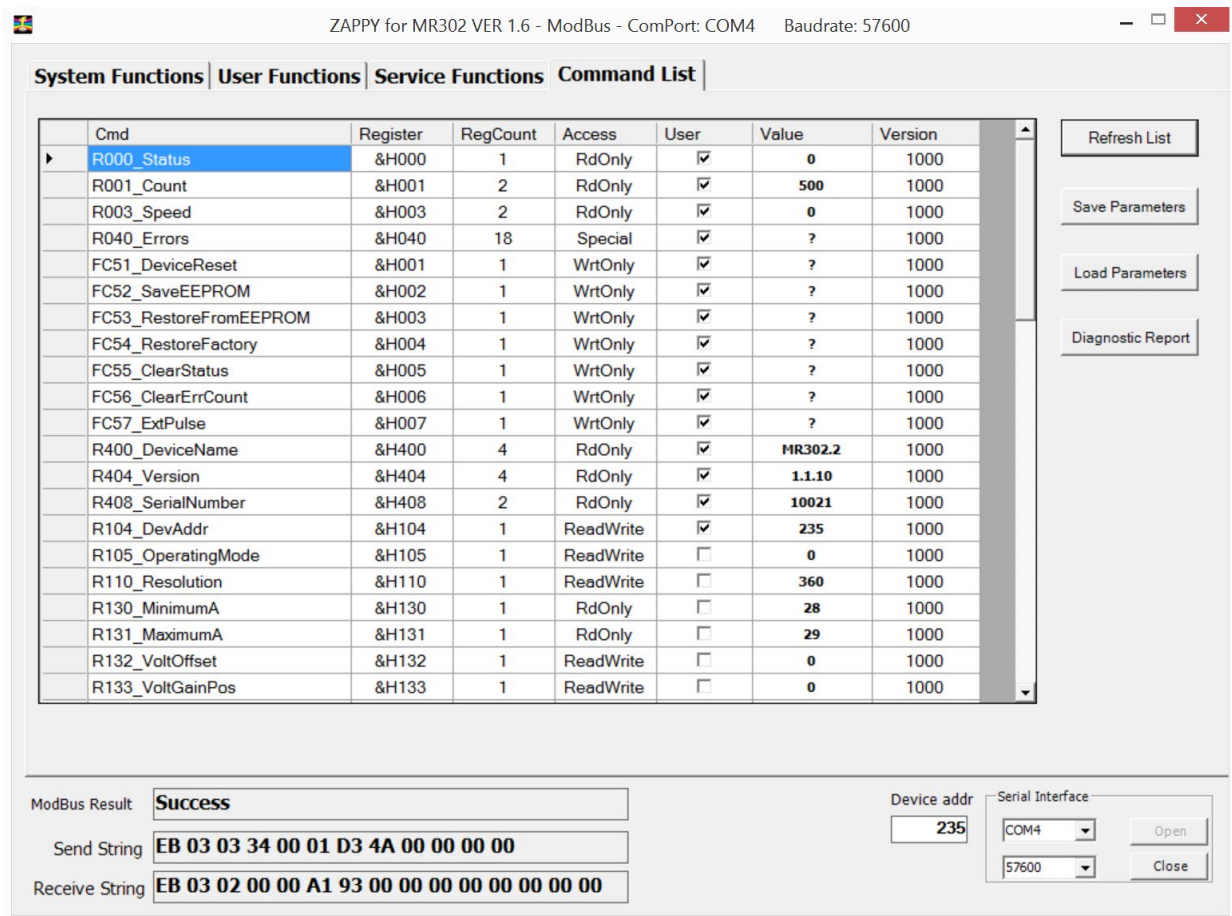 ZAPPY for MR302 VER 1.6 - ModBus - ComPort: COM4 Baudrate: 57600
System Functions User Functions Service Functions Command List
Cmd Register RegCount Access User Value Version
R000_Status &H000 1 RdOnly 0 1000
R001_Count &H001 2 RdOnly 500 1000
R003_Speed &H003 2 RdOnly 0 1000
R040_Errors &H040 18 Special ? 1000
FC51_DeviceReset &H001 1 WrtOnly ? 1000
FC52_SaveEEPROM &H002 1 WrtOnly ? 1000
FC53_RestoreFromEEPROM &H003 1 WrtOnly ? 1000
FC54_RestoreFactory &H004 1 WrtOnly ? 1000
FC55_ClearStatus &H005 1 WrtOnly ? 1000
FC56_ClearErrCount &H006 1 WrtOnly ? 1000
FC57_ExtPulse &H007 1 WrtOnly ? 1000
R400_DeviceName &H400 4 RdOnly MR302.2 1000
R404_Version &H404 4 RdOnly 1.1.10 1000
R408_SerialNumber &H408 2 RdOnly 10021 1000
R104_DevAddr &H104 1 ReadWrite 235 1000
R105_OperatingMode &H105 1 ReadWrite 0 1000
R110_Resolution &H110 1 ReadWrite 360 1000
R130_MinimumA &H130 1 RdOnly 28 1000
R131_MaximumA &H131 1 RdOnly 29 1000
R132_VoltOffset &H132 1 ReadWrite 0 1000
R133_VoltGainPos &H133 1 ReadWrite 0 1000
Refresh List
Save Parameters
Load Parameters
Diagnostic Report
ModBus Result Success
Send String EB 03 03 34 00 01 D3 4A 00 00 00 00
Receive String EB 03 02 00 00 A1 93 00 00 00 00 00 00 00 00
Device addr
235
Serial Interface
COM4 Open
57600 Close